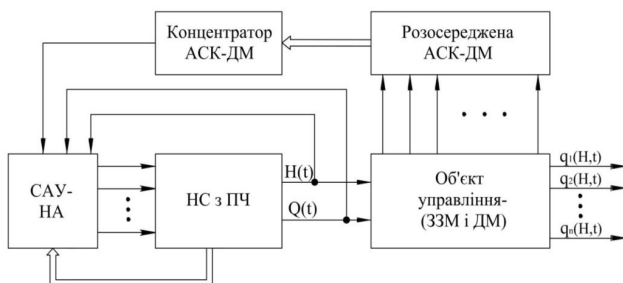 Концентратор
АСК-ДМ
Розосереджена
АСК-ДМ
САУ-
НА
НС з ПЧ
H(t)
Q(t)
Об'єкт
управління-
(ЗЗМ і ДМ)
q₁(H,t)
q₂(H,t)
qₙ(H,t)